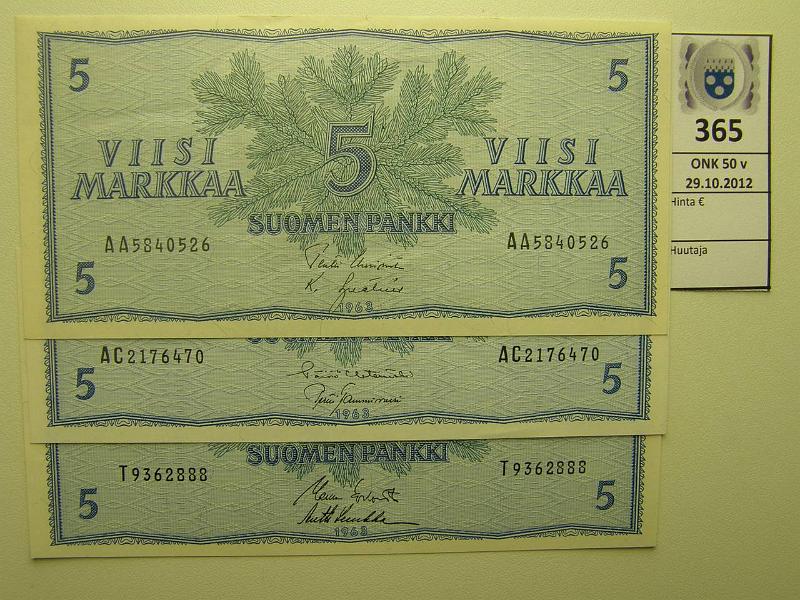 5 5
VIISI MARKKAA 5 VIISI MARKKAA
SUOMEN PANKKI
AA5840526 AA5840526
5 5
1963
AC2176470 AC2176470
5 5
1963
SUOMEN PANKKI
T9362888 T9362888
5 5
1963
365
ONK 50 v
29.10.2012
Hinta €
Huutaja